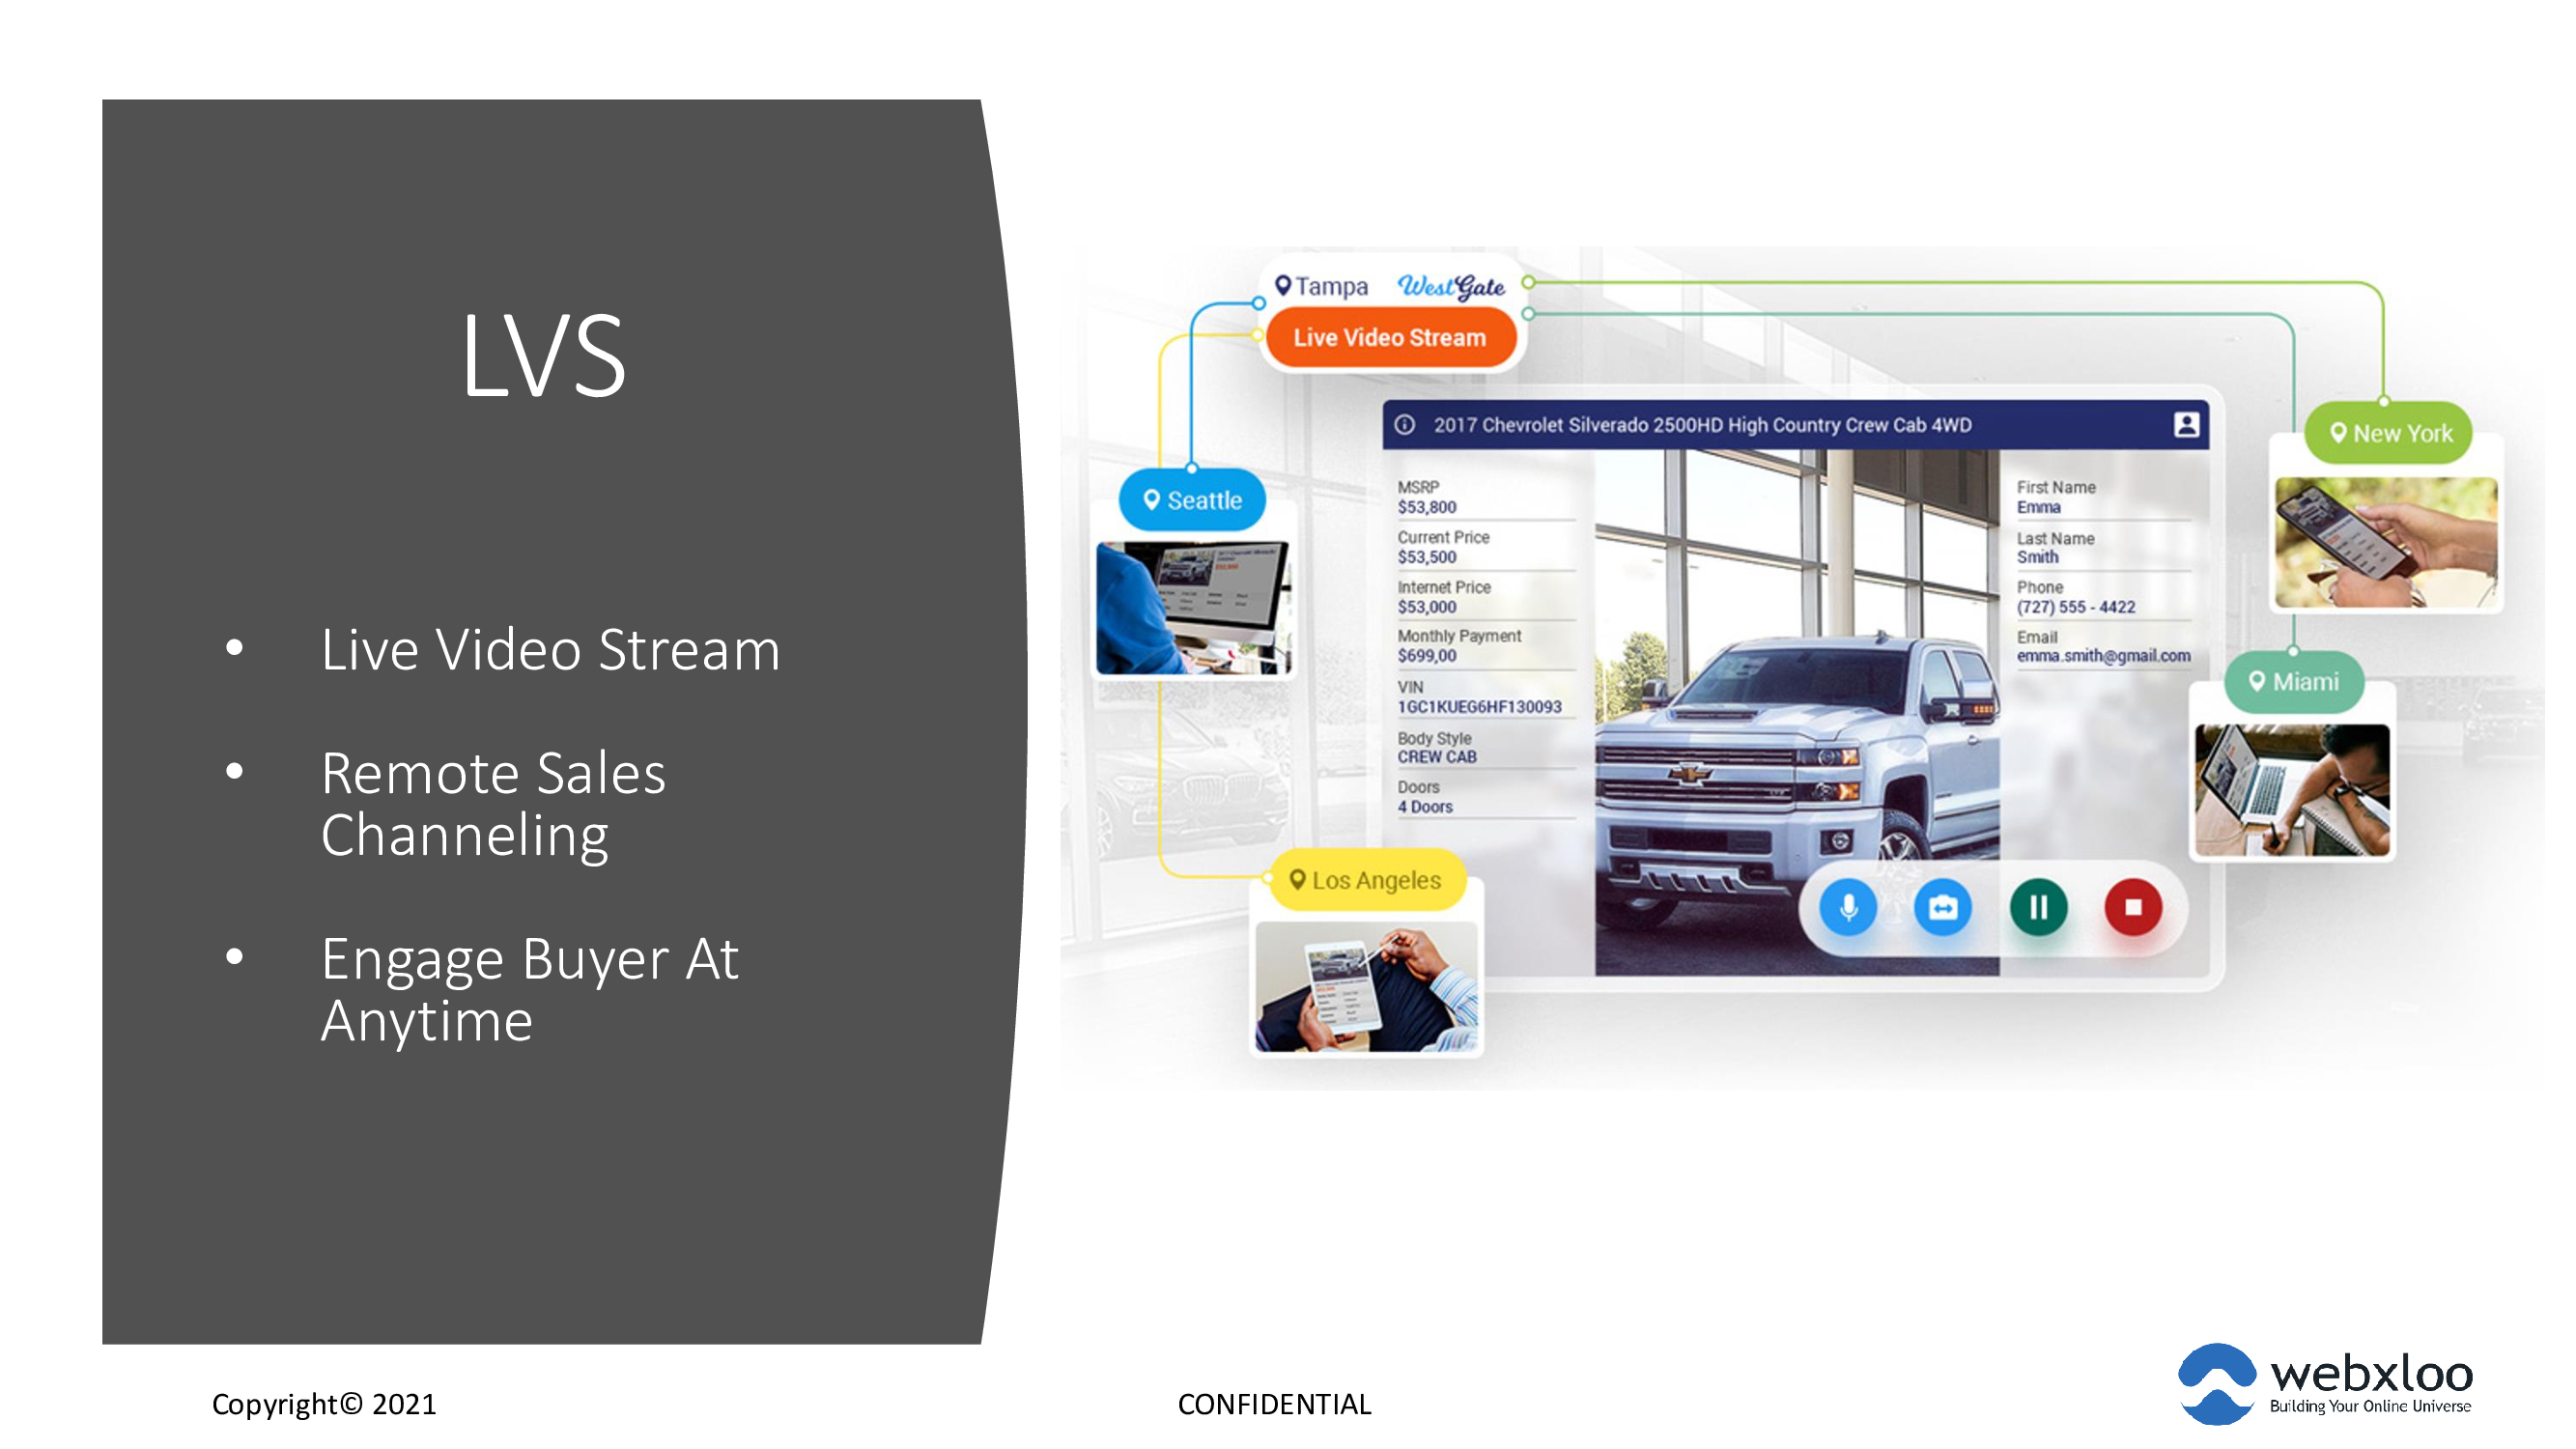 LVS
• Live Video Stream
• Remote Sales
Channeling
• Engage Buyer At
Anytime
Tampa WestGate
Live Video Stream
2017 Chevrolet Silverado 2500HD High Country Crew Cab 4WD
MSRP
$53,800
Current Price
$53,500
Internet Price
$53,000
Monthly Payment
$699,00
VIN
1GC1KUEG6HF130093
Body Style
CREW CAB
Doors
4 Doors
First Name
Emma
Last Name
Smith
Phone
(727) 555 - 4422
Email
emma.smith@gmail.com
Seattle
Los Angeles
New York
Miami
Copyright© 2021
CONFIDENTIAL
webxloo
Building Your Online Universe